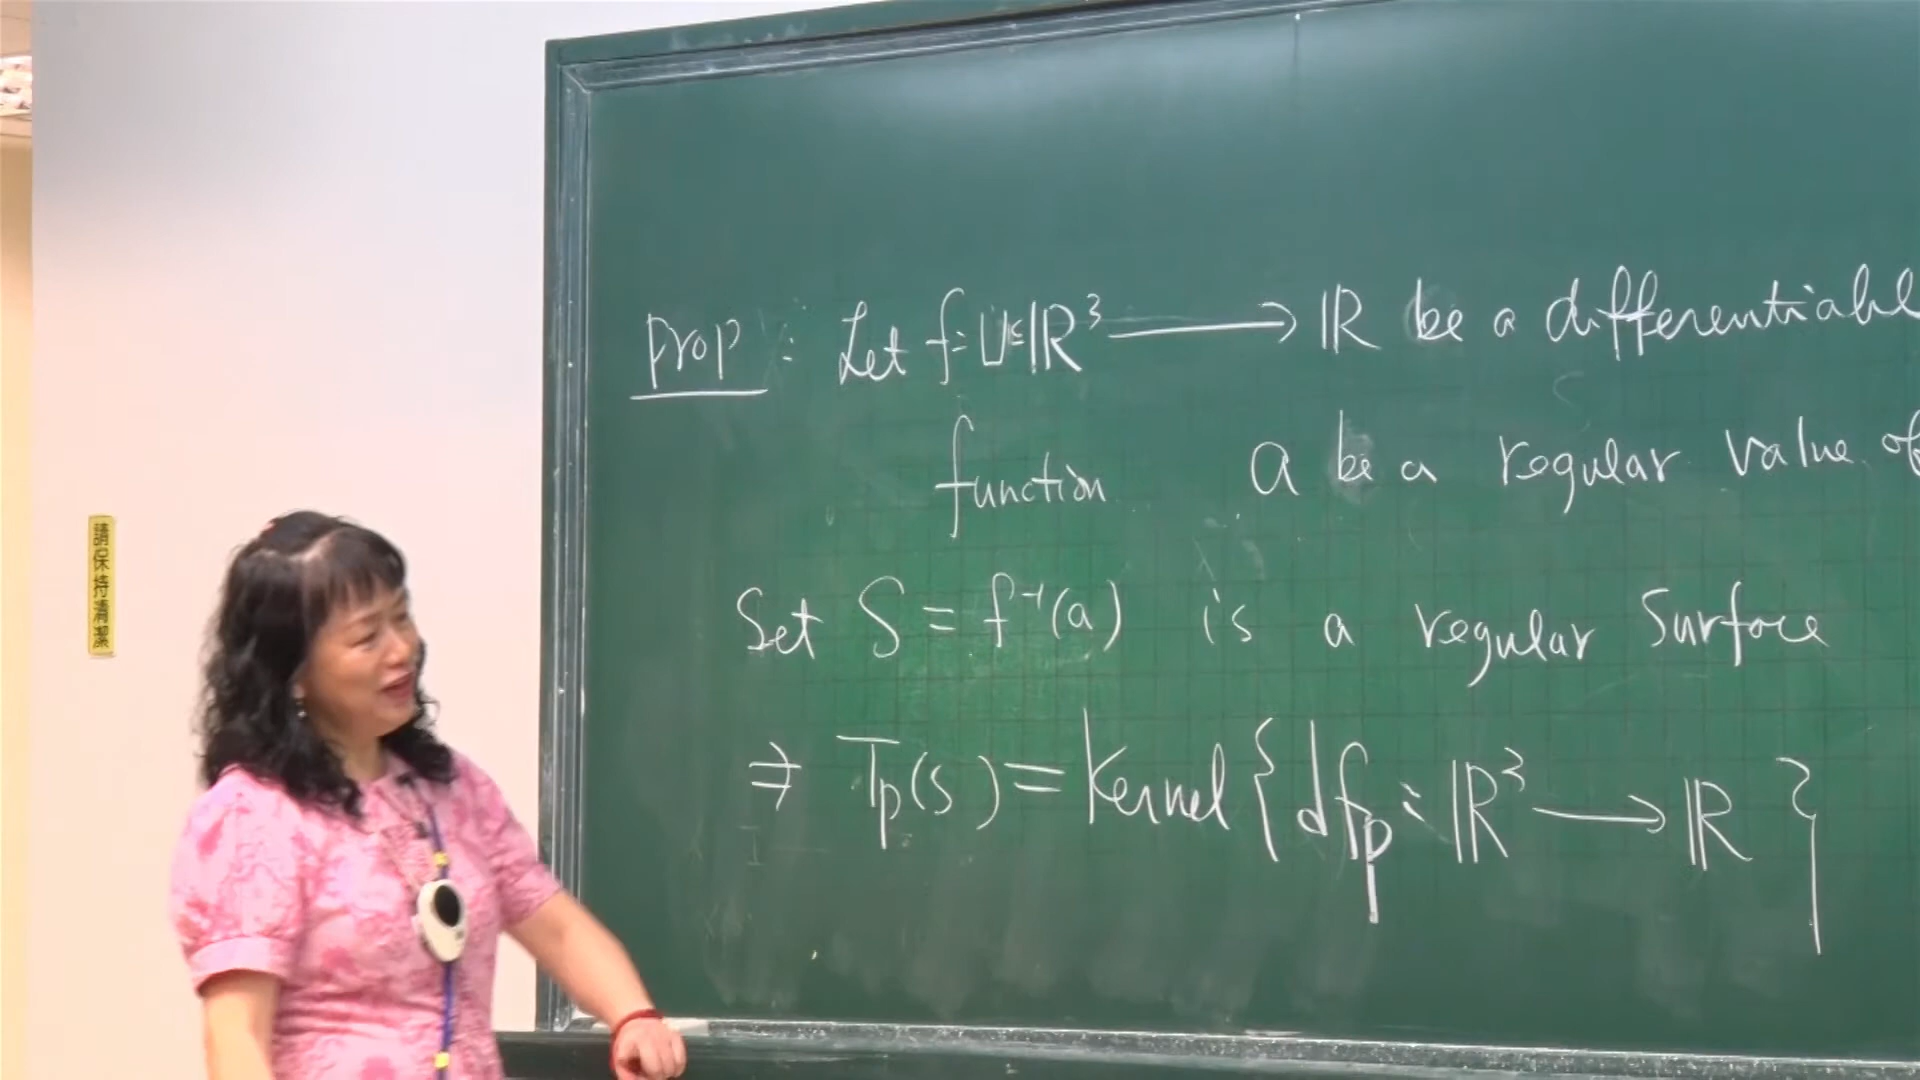 請保持清潔
Prop : Let f: U⊆ℝ³ ⟶ ℝ be a differentiabl
function a be a regular value of
Set S = f⁻¹(a) is a regular surface
⇒ Tp(S) = Kernel { dfp : ℝ³ ⟶ ℝ }